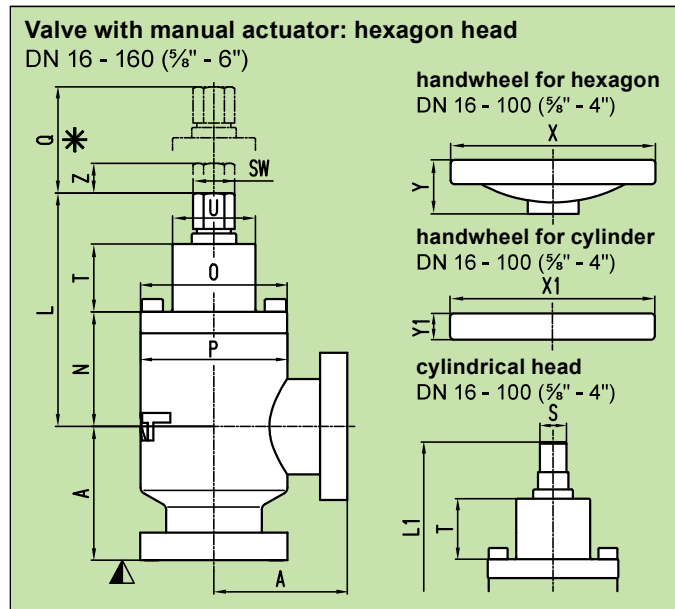 Valve with manual actuator: hexagon head
DN 16 - 160 (⅝" - 6")
handwheel for hexagon
DN 16 - 100 (⅝" - 4")
X
Y
handwheel for cylinder
DN 16 - 100 (⅝" - 4")
X1
Y1
cylindrical head
DN 16 - 100 (⅝" - 4")
S
L1
T
Q
Z
SW
U
T
O
L
N
P
A
A